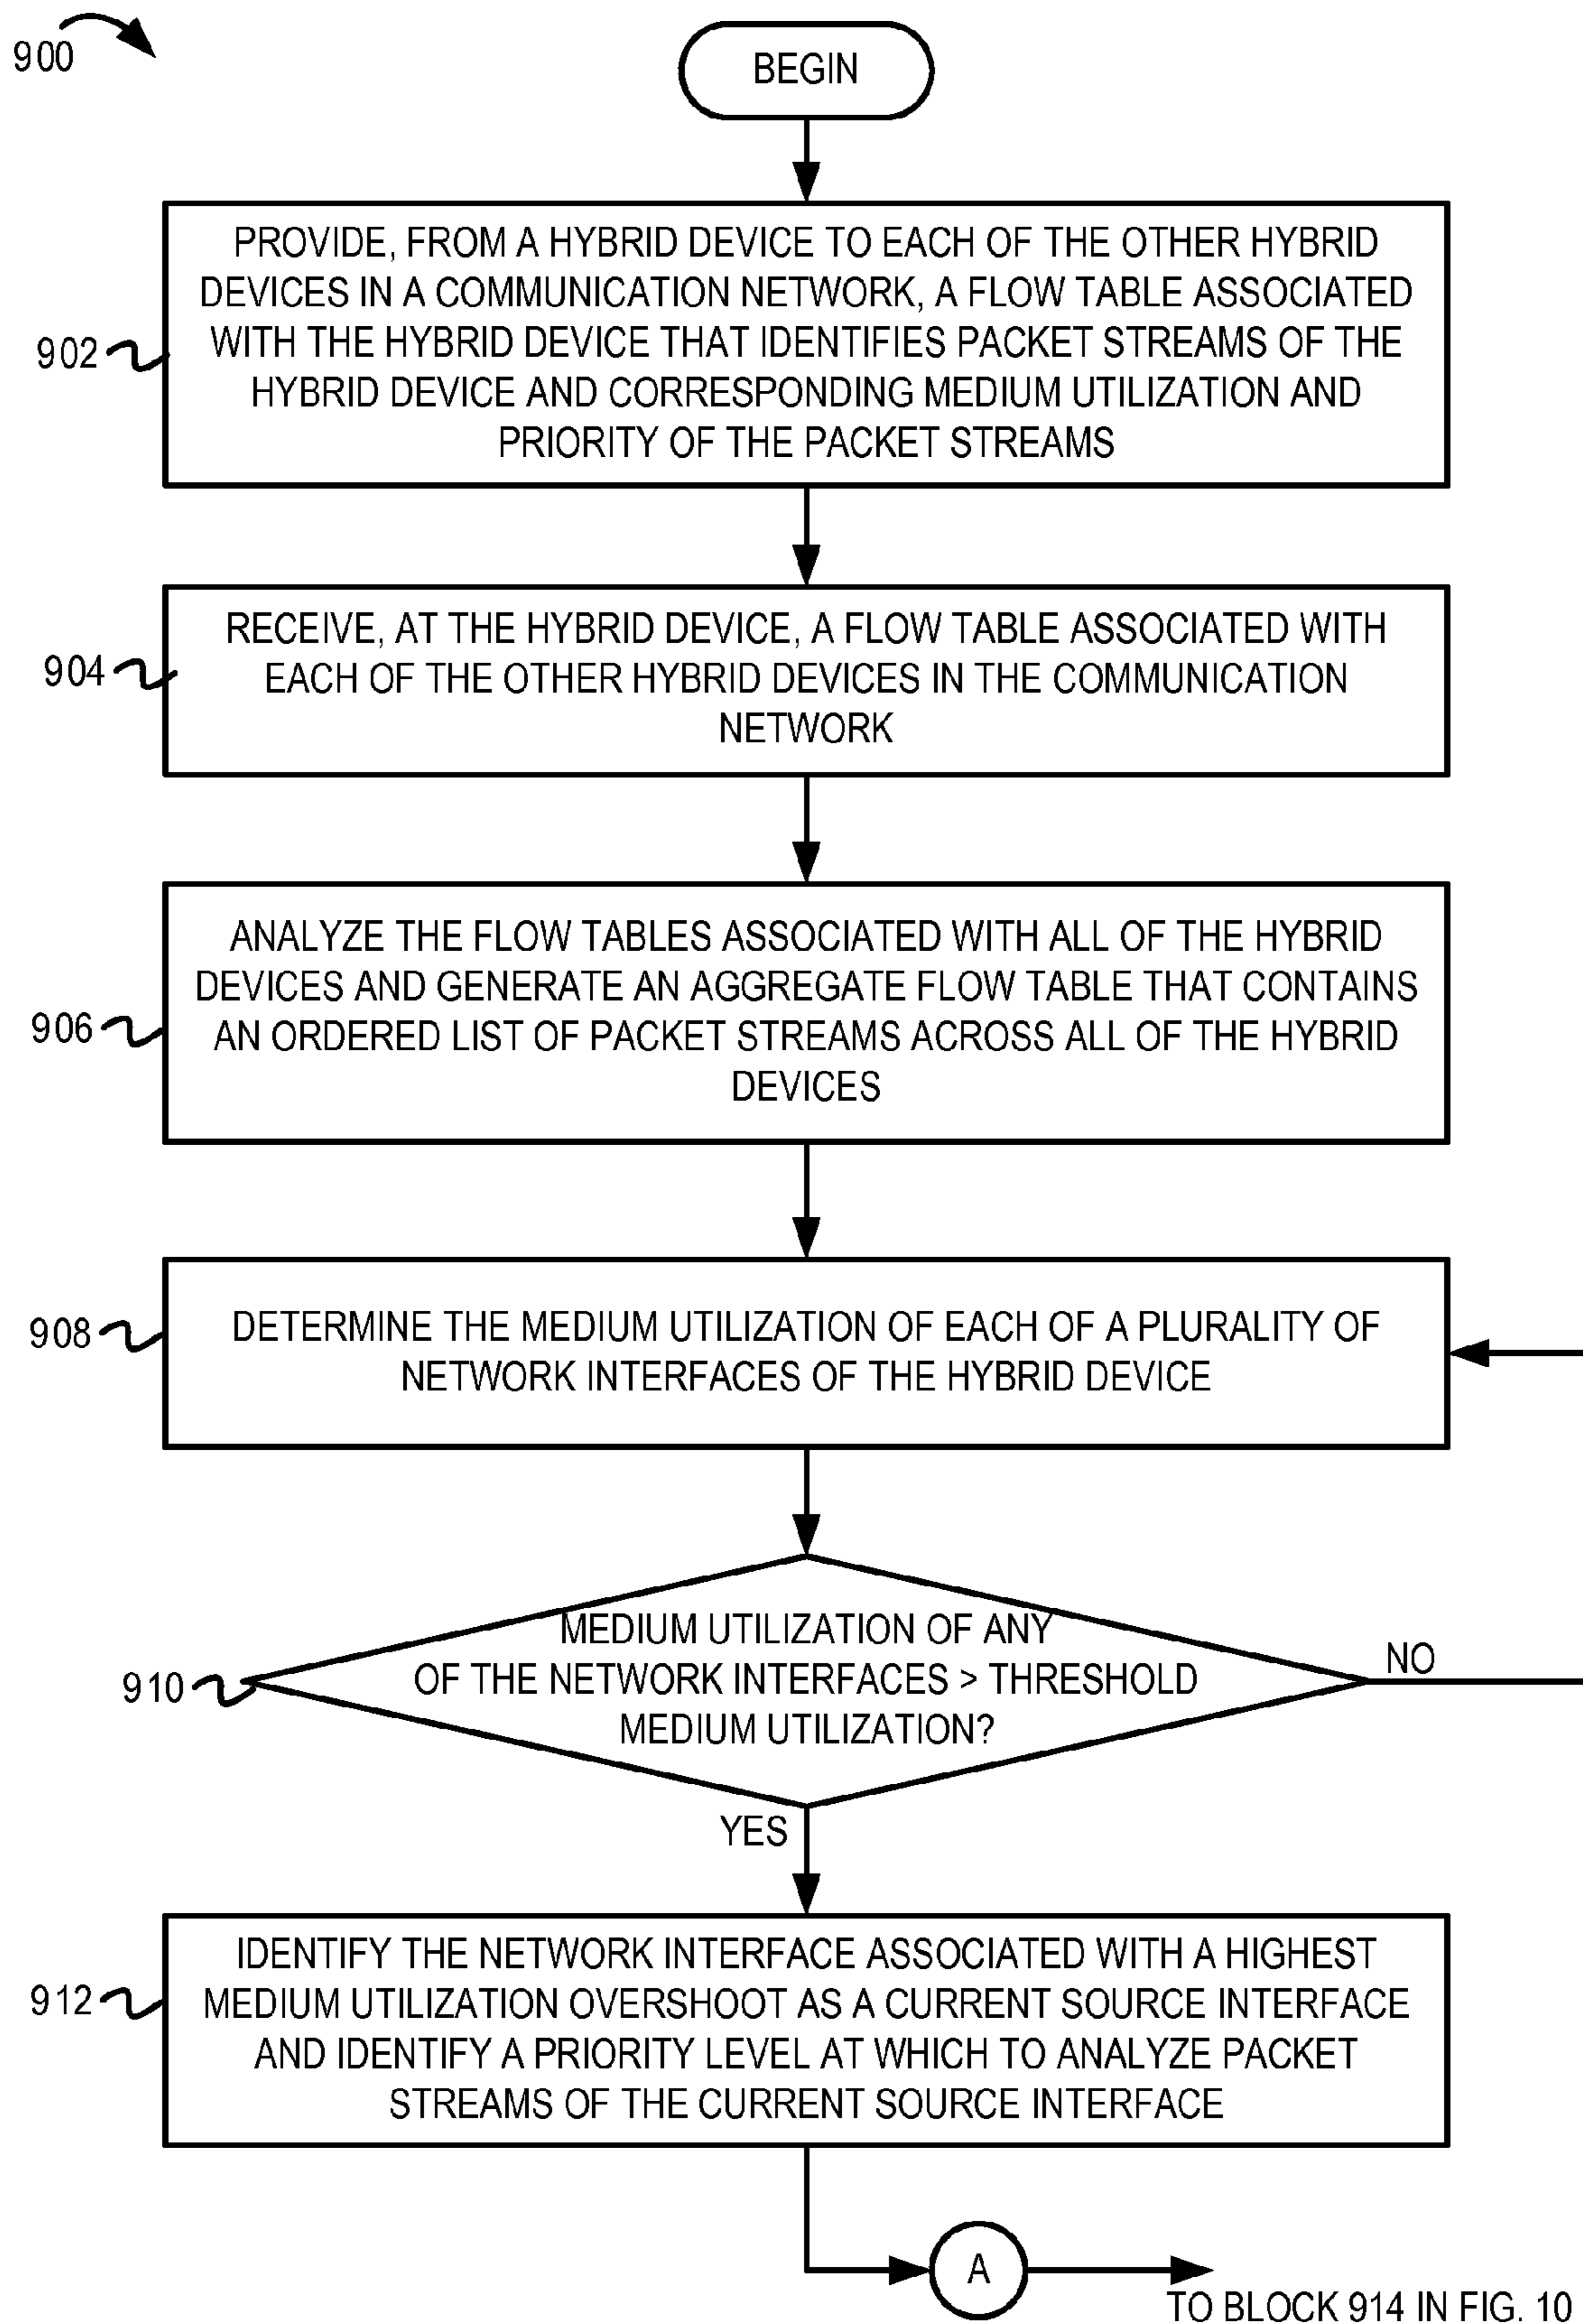 900
BEGIN
902
PROVIDE, FROM A HYBRID DEVICE TO EACH OF THE OTHER HYBRID
DEVICES IN A COMMUNICATION NETWORK, A FLOW TABLE ASSOCIATED
WITH THE HYBRID DEVICE THAT IDENTIFIES PACKET STREAMS OF THE
HYBRID DEVICE AND CORRESPONDING MEDIUM UTILIZATION AND
PRIORITY OF THE PACKET STREAMS
904
RECEIVE, AT THE HYBRID DEVICE, A FLOW TABLE ASSOCIATED WITH
EACH OF THE OTHER HYBRID DEVICES IN THE COMMUNICATION
NETWORK
906
ANALYZE THE FLOW TABLES ASSOCIATED WITH ALL OF THE HYBRID
DEVICES AND GENERATE AN AGGREGATE FLOW TABLE THAT CONTAINS
AN ORDERED LIST OF PACKET STREAMS ACROSS ALL OF THE HYBRID
DEVICES
908
DETERMINE THE MEDIUM UTILIZATION OF EACH OF A PLURALITY OF
NETWORK INTERFACES OF THE HYBRID DEVICE
910
MEDIUM UTILIZATION OF ANY
OF THE NETWORK INTERFACES > THRESHOLD
MEDIUM UTILIZATION?
NO
YES
912
IDENTIFY THE NETWORK INTERFACE ASSOCIATED WITH A HIGHEST
MEDIUM UTILIZATION OVERSHOOT AS A CURRENT SOURCE INTERFACE
AND IDENTIFY A PRIORITY LEVEL AT WHICH TO ANALYZE PACKET
STREAMS OF THE CURRENT SOURCE INTERFACE
A
TO BLOCK 914 IN FIG. 10